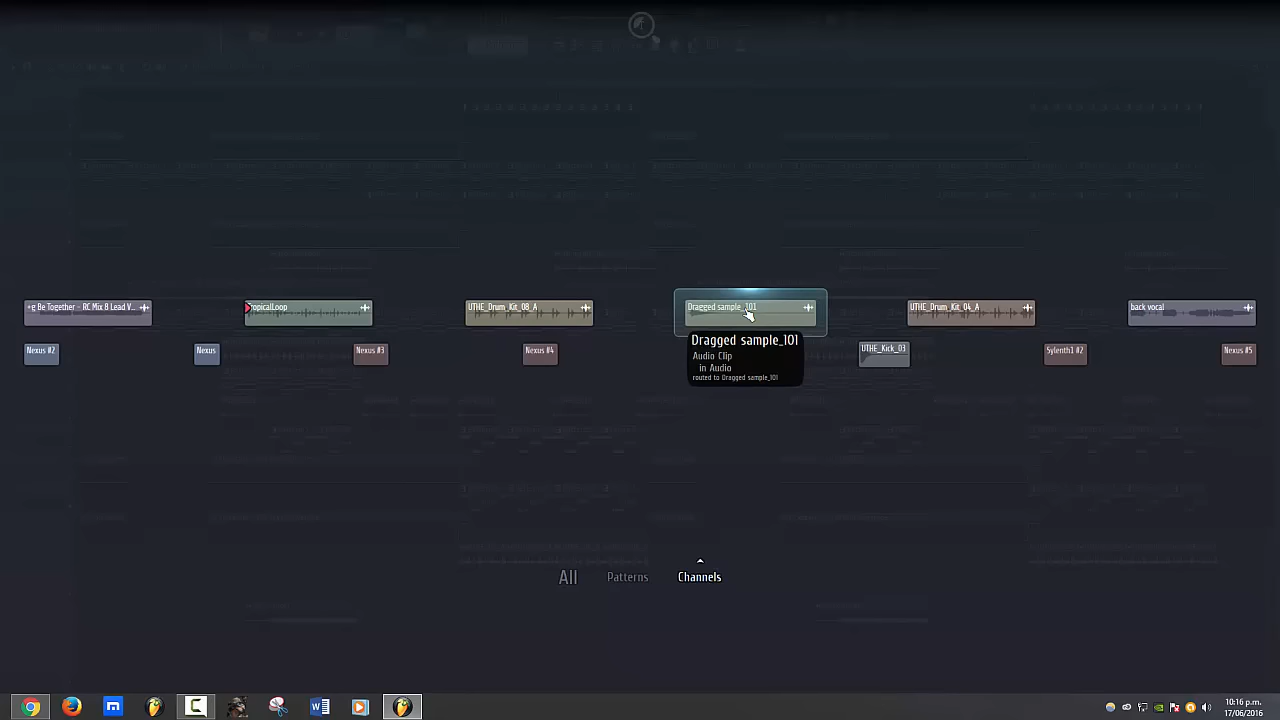 +g Be Together - RC Mix 8 Lead V...
ropicalLoop
UTHE_Drum_Kit_08_A
Dragged sample_101
UTHE_Drum_Kit_04_A
back vocal
Nexus #2
Nexus
Nexus #3
Nexus #4
UTHE_Kick_03
Sylenth1 #2
Nexus #5
Dragged sample_101
Audio Clip
in Audio
routed to Dragged sample_101
All
Patterns
Channels
10:16 p.m.
17/06/2016